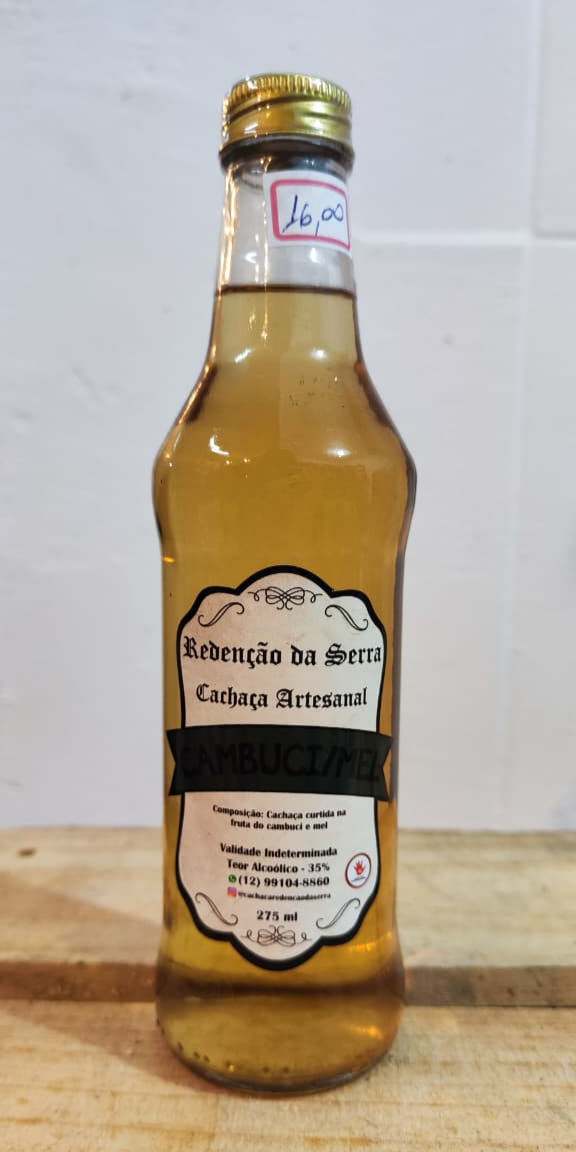 16,00
Redenção da Serra
Cachaça Artesanal
CAMBUCI/MEL
Composição: Cachaça curtida na
fruta do cambuci e mel
Validade Indeterminada
Teor Alcoólico - 35%
(12) 99104-8860
@cachacaredencaodaserra
275 ml